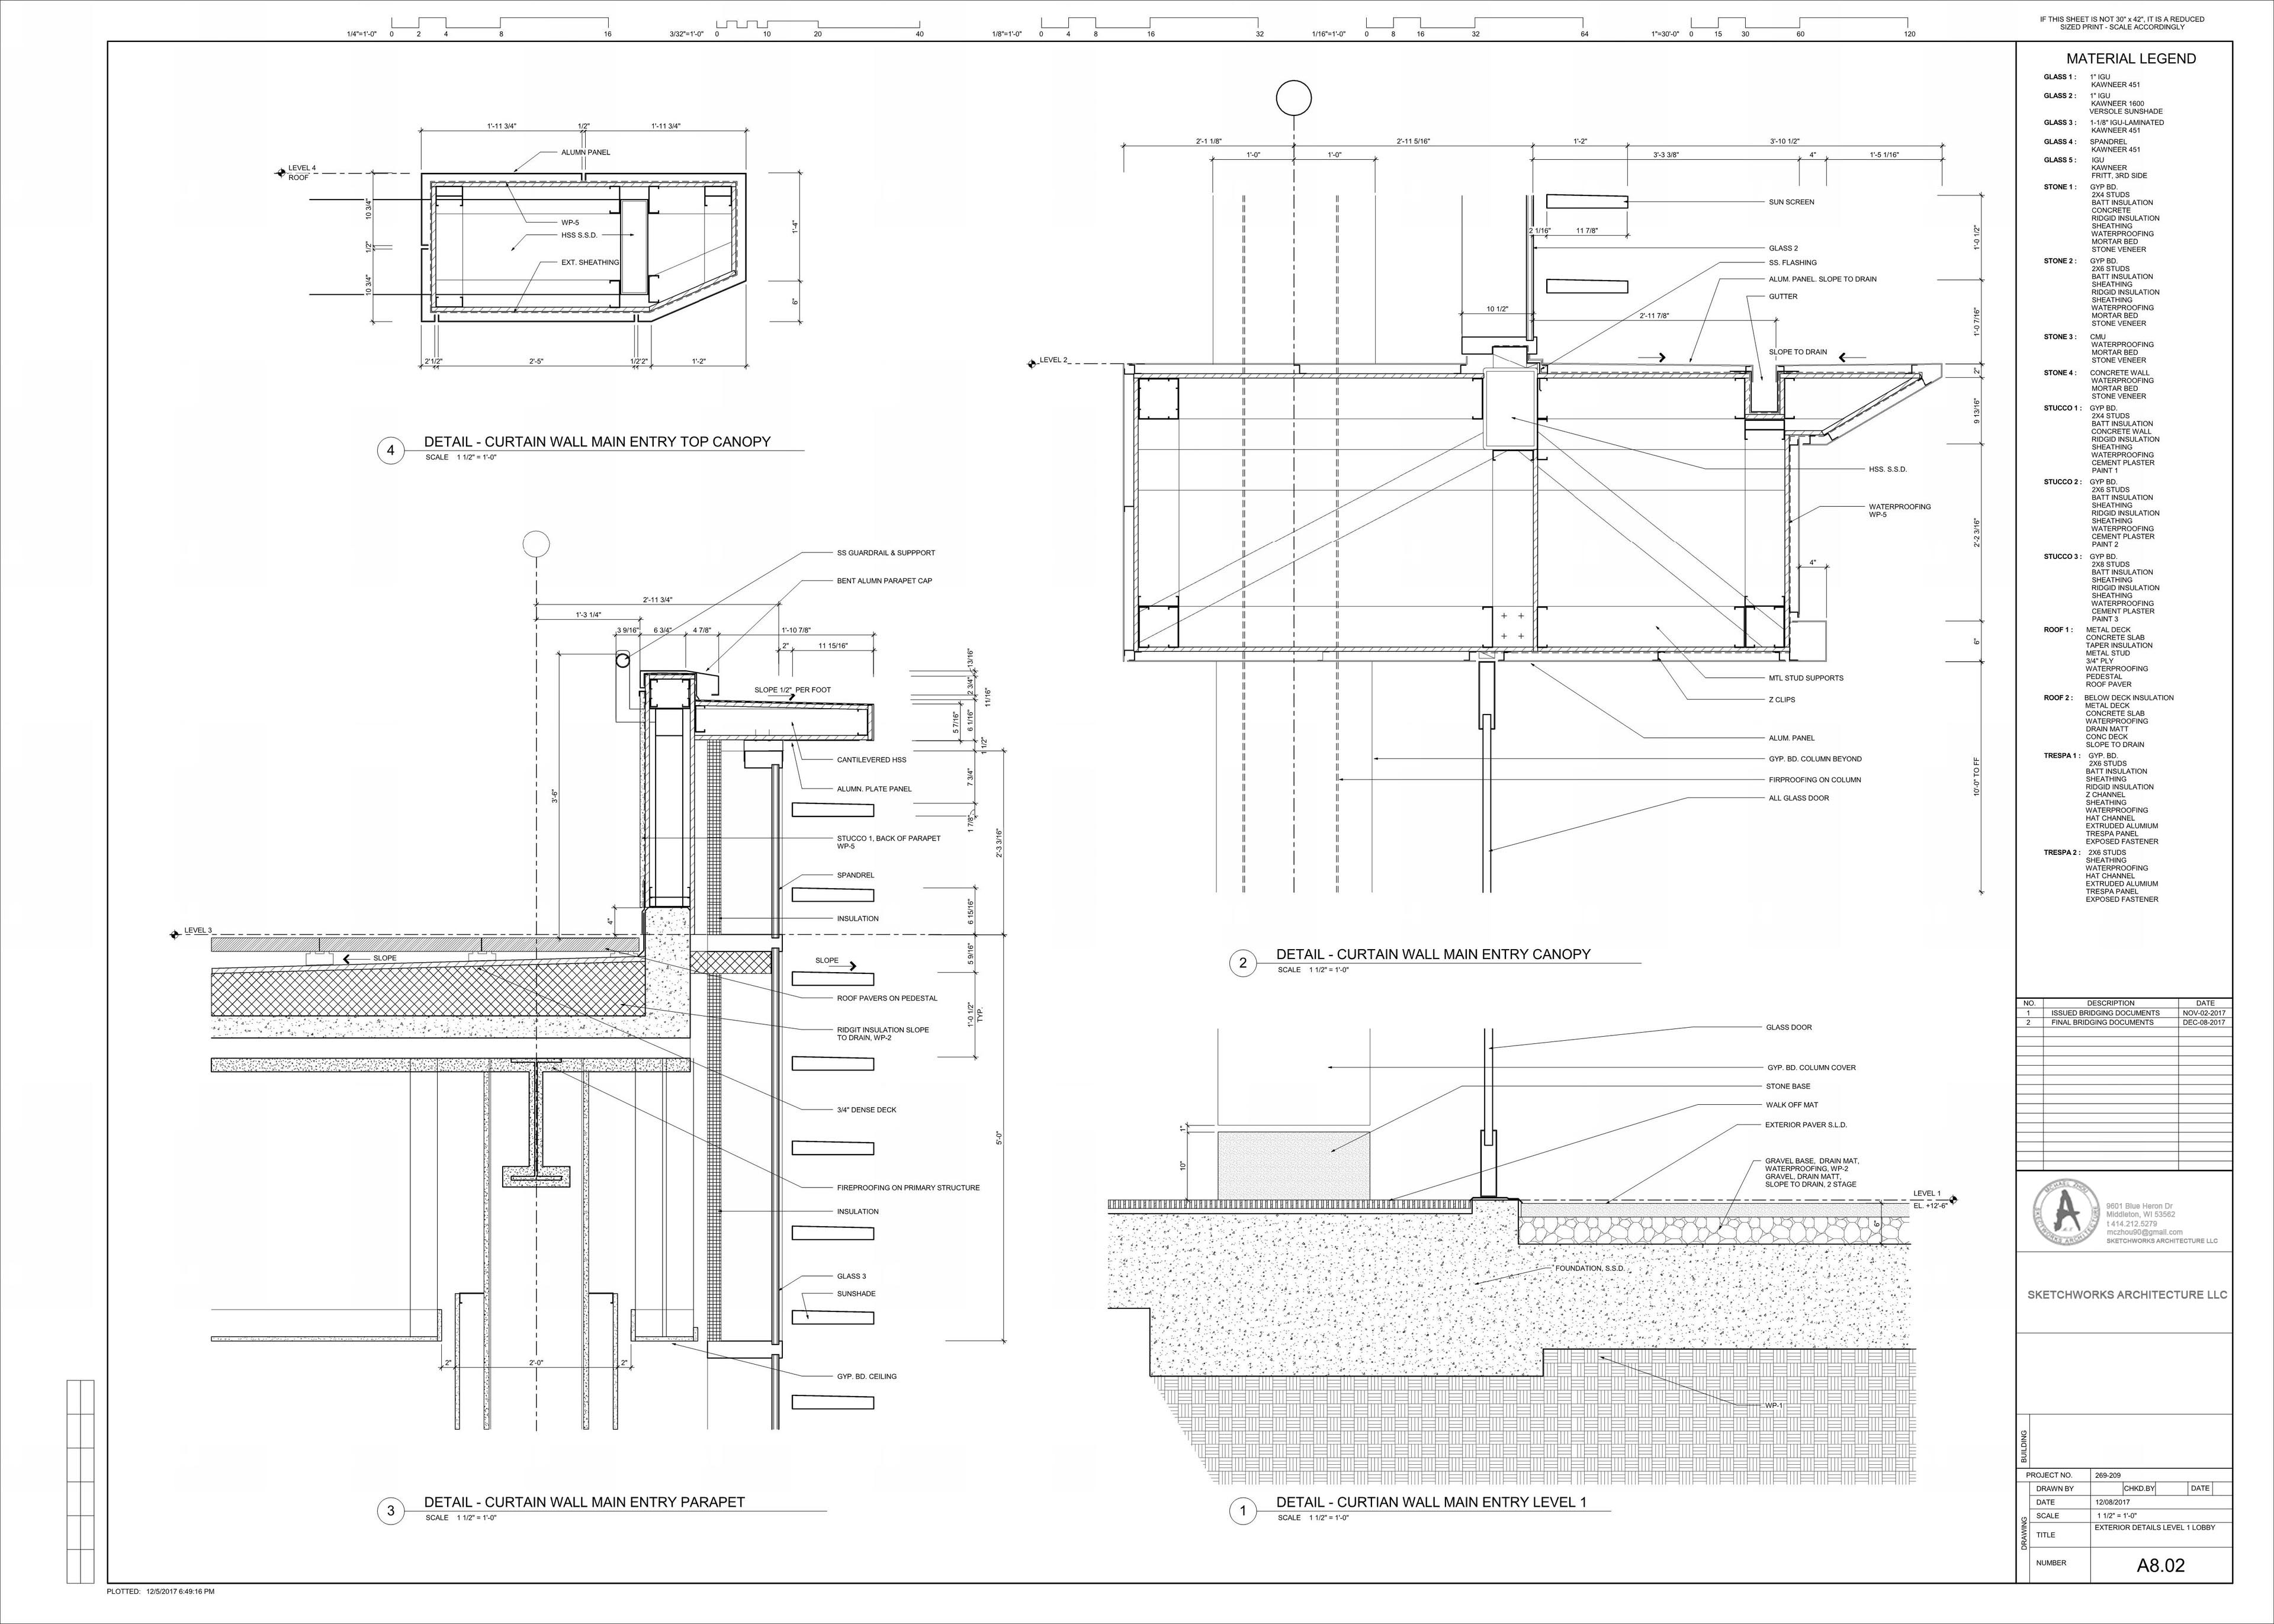 1/4"=1'-0" 0 2 4 8 16
3/32"=1'-0" 0 10 20 40
1/8"=1'-0" 0 4 8 16 32
1/16"=1'-0" 0 8 16 32 64
1"=30'-0" 0 15 30 60 120
IF THIS SHEET IS NOT 30" x 42", IT IS A REDUCED
SIZED PRINT - SCALE ACCORDINGLY
1'-11 3/4" 1/2" 1'-11 3/4"
ALUMN PANEL
LEVEL 4
ROOF
10 3/4"
1/2"
10 3/4"
WP-5
HSS S.S.D.
EXT. SHEATHING
1'-4"
6"
2" 1/2" 2'-5" 1/2" 2" 1'-2"
4
DETAIL - CURTAIN WALL MAIN ENTRY TOP CANOPY
SCALE 1 1/2" = 1'-0"
2'-1 1/8" 2'-11 5/16" 1'-2" 3'-10 1/2"
1'-0" 1'-0" 3'-3 3/8" 4" 1'-5 1/16"
SUN SCREEN
2 1/16" 11 7/8"
GLASS 2
SS. FLASHING
ALUM. PANEL. SLOPE TO DRAIN
GUTTER
10 1/2"
2'-11 7/8"
LEVEL 2
SLOPE TO DRAIN
1'-0 1/2"
1'-0 7/16"
2"
9 13/16"
2'-2 3/16"
6"
10'-0" TO FF
HSS. S.S.D.
WATERPROOFING
WP-5
4"
MTL STUD SUPPORTS
Z CLIPS
ALUM. PANEL
GYP. BD. COLUMN BEYOND
FIRPROOFING ON COLUMN
ALL GLASS DOOR
2
DETAIL - CURTAIN WALL MAIN ENTRY CANOPY
SCALE 1 1/2" = 1'-0"
SS GUARDRAIL & SUPPPORT
BENT ALUMN PARAPET CAP
2'-11 3/4"
1'-3 1/4"
3 9/16" 6 3/4" 4 7/8" 1'-10 7/8"
2" 11 15/16"
SLOPE 1/2" PER FOOT
13/16"
2 3/4"
11/16"
5 7/16"
6 1/16"
1 1/2"
7 3/4"
1 7/8"
2'-3 3/16"
6 15/16"
5 9/16"
1'-0 1/2"
TYP.
5'-0"
3'-6"
4"
CANTILEVERED HSS
ALUMN. PLATE PANEL
STUCCO 1, BACK OF PARAPET
WP-5
SPANDREL
INSULATION
LEVEL 3
SLOPE
SLOPE
ROOF PAVERS ON PEDESTAL
RIDGIT INSULATION SLOPE
TO DRAIN, WP-2
3/4" DENSE DECK
FIREPROOFING ON PRIMARY STRUCTURE
INSULATION
GLASS 3
SUNSHADE
2" 2'-0" 2"
GYP. BD. CEILING
3
DETAIL - CURTAIN WALL MAIN ENTRY PARAPET
SCALE 1 1/2" = 1'-0"
GLASS DOOR
GYP. BD. COLUMN COVER
STONE BASE
WALK OFF MAT
EXTERIOR PAVER S.L.D.
GRAVEL BASE, DRAIN MAT,
WATERPROOFING, WP-2
GRAVEL, DRAIN MATT,
SLOPE TO DRAIN, 2 STAGE
1"
10"
LEVEL 1
EL. +12'-6"
6"
FOUNDATION, S.S.D.
WP-1
1
DETAIL - CURTIAN WALL MAIN ENTRY LEVEL 1
SCALE 1 1/2" = 1'-0"
MATERIAL LEGEND
GLASS 1 : 1" IGU
KAWNEER 451
GLASS 2 : 1" IGU
KAWNEER 1600
VERSOLE SUNSHADE
GLASS 3 : 1-1/8" IGU-LAMINATED
KAWNEER 451
GLASS 4 : SPANDREL
KAWNEER 451
GLASS 5 : IGU
KAWNEER
FRITT, 3RD SIDE
STONE 1 : GYP BD.
2X4 STUDS
BATT INSULATION
CONCRETE
RIDGID INSULATION
SHEATHING
WATERPROOFING
MORTAR BED
STONE VENEER
STONE 2 : GYP BD.
2X6 STUDS
BATT INSULATION
SHEATHING
RIDGID INSULATION
SHEATHING
WATERPROOFING
MORTAR BED
STONE VENEER
STONE 3 : CMU
WATERPROOFING
MORTAR BED
STONE VENEER
STONE 4 : CONCRETE WALL
WATERPROOFING
MORTAR BED
STONE VENEER
STUCCO 1 : GYP BD.
2X4 STUDS
BATT INSULATION
CONCRETE WALL
RIDGID INSULATION
SHEATHING
WATERPROOFING
CEMENT PLASTER
PAINT 1
STUCCO 2 : GYP BD.
2X6 STUDS
BATT INSULATION
SHEATHING
RIDGID INSULATION
SHEATHING
WATERPROOFING
CEMENT PLASTER
PAINT 2
STUCCO 3 : GYP BD.
2X8 STUDS
BATT INSULATION
SHEATHING
RIDGID INSULATION
SHEATHING
WATERPROOFING
CEMENT PLASTER
PAINT 3
ROOF 1 : METAL DECK
CONCRETE SLAB
TAPER INSULATION
METAL STUD
3/4" PLY
WATERPROOFING
PEDESTAL
ROOF PAVER
ROOF 2 : BELOW DECK INSULATION
METAL DECK
CONCRETE SLAB
WATERPROOFING
DRAIN MATT
CONC DECK
SLOPE TO DRAIN
TRESPA 1 : GYP. BD.
2X6 STUDS
BATT INSULATION
SHEATHING
RIDGID INSULATION
Z CHANNEL
SHEATHING
WATERPROOFING
HAT CHANNEL
EXTRUDED ALUMIUM
TRESPA PANEL
EXPOSED FASTENER
TRESPA 2 : 2X6 STUDS
SHEATHING
WATERPROOFING
HAT CHANNEL
EXTRUDED ALUMIUM
TRESPA PANEL
EXPOSED FASTENER
NO. DESCRIPTION DATE
1 ISSUED BRIDGING DOCUMENTS NOV-02-2017
2 FINAL BRIDGING DOCUMENTS DEC-08-2017
MICHAEL ZHOU
SKETCHWORKS ARCHITECTURE
9601 Blue Heron Dr
Middleton, WI 53562
t 414.212.5279
mczhou90@gmail.com
SKETCHWORKS ARCHITECTURE LLC
SKETCHWORKS ARCHITECTURE LLC
BUILDING
PROJECT NO. 269-209
DRAWN BY CHKD.BY DATE
DATE 12/08/2017
SCALE 1 1/2" = 1'-0"
DRAWING
TITLE EXTERIOR DETAILS LEVEL 1 LOBBY
NUMBER A8.02
PLOTTED: 12/5/2017 6:49:16 PM